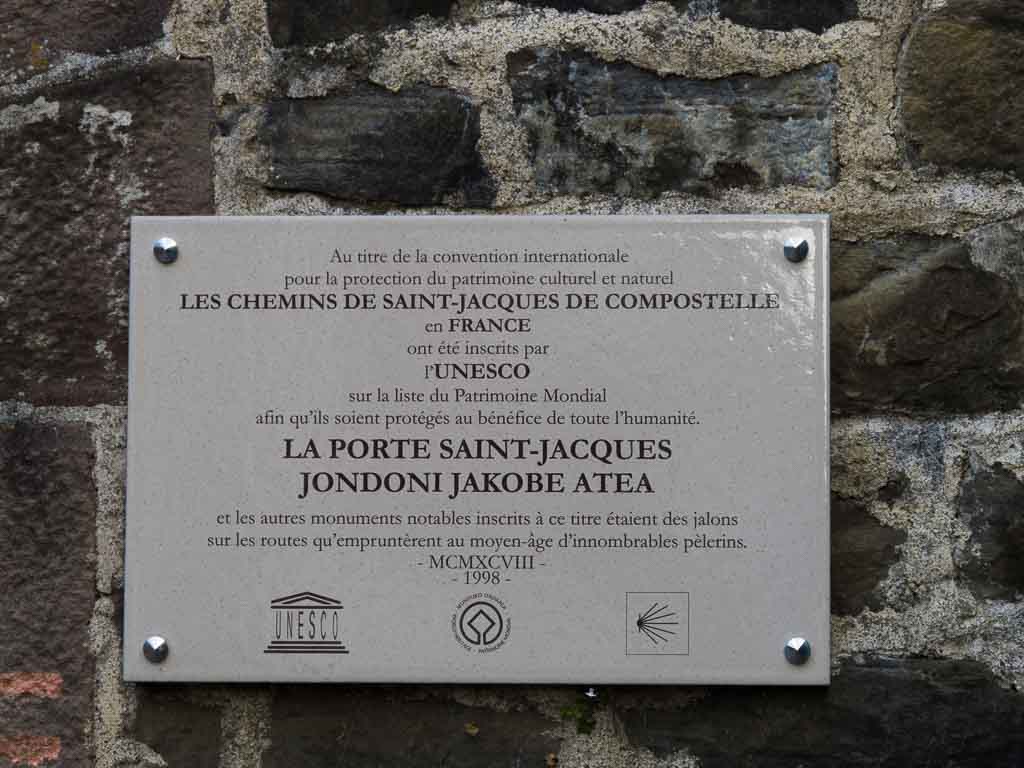 Au titre de la convention internationale
pour la protection du patrimoine culturel et naturel
LES CHEMINS DE SAINT-JACQUES DE COMPOSTELLE
en FRANCE
ont été inscrits par
l'UNESCO
sur la liste du Patrimoine Mondial
afin qu'ils soient protégés au bénéfice de toute l'humanité.
LA PORTE SAINT-JACQUES
JONDONI JAKOBE ATEA
et les autres monuments notables inscrits à ce titre étaient des jalons
sur les routes qu'empruntèrent au moyen-âge d'innombrables pèlerins.
- MCMXCVIII -
- 1998 -
UNESCO